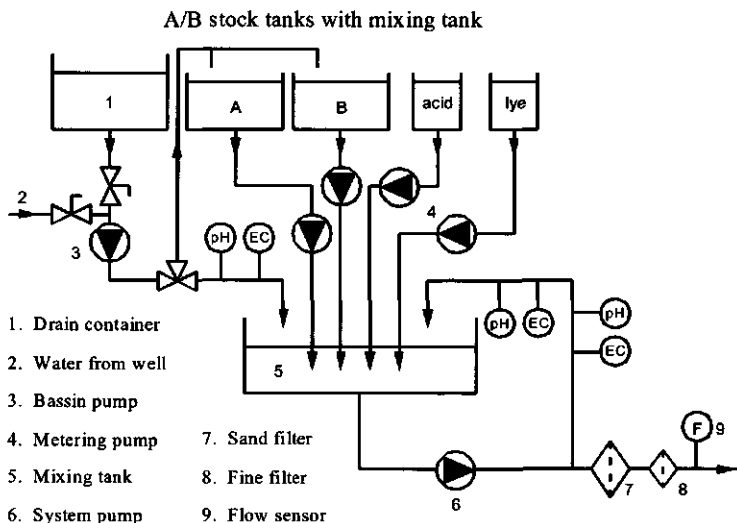 A/B stock tanks with mixing tank
1
A
B
acid
lye
2
3
4
pH
EC
pH
EC
pH
EC
5
F
9
6
7
8
1. Drain container
2. Water from well
3. Bassin pump
4. Metering pump
5. Mixing tank
6. System pump
7. Sand filter
8. Fine filter
9. Flow sensor